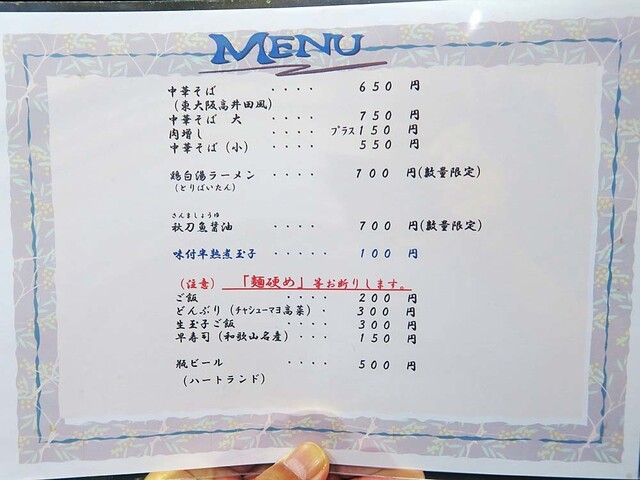 MENU
中華そば ・・・・ 650 円
(東大阪高井田風)
中華そば 大 ・・・・ 750 円
肉増し ・・・・ プラス150 円
中華そば(小) ・・・・ 550 円
鶏白湯ラーメン ・・・・ 700 円(数量限定)
(とりぱいたん)
さんましょうゆ
秋刀魚醤油 ・・・・ 700 円(数量限定)
味付半熟煮玉子 ・・・・・ 100 円
(注意) 「麺硬め」等お断りします。
ご飯 ・・・・ 200 円
どんぶり(チャシューマヨ高菜)・ 300 円
生玉子ご飯 ・・・・ 300 円
早寿司(和歌山名産) ・・・・ 150 円
瓶ビール ・・・・ 500 円
(ハートランド)